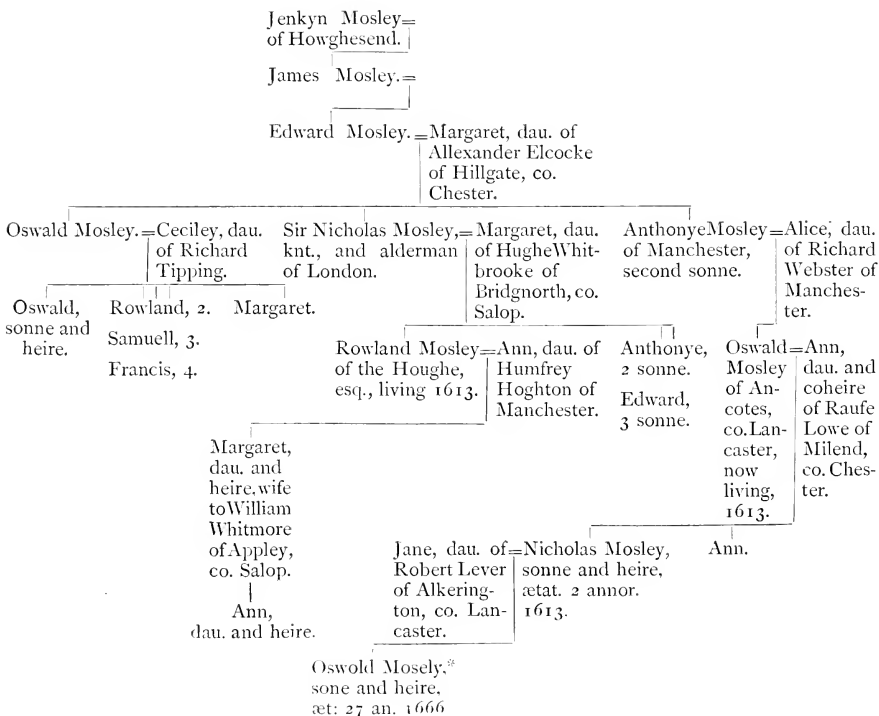 Jenkyn Mosley=
of Howghesend.
James Mosley.=
Edward Mosley.=Margaret, dau. of
Allexander Elcocke
of Hillgate, co.
Chester.
Oswald Mosley.=Ceciley, dau.
of Richard
Tipping.
Sir Nicholas Mosley,=Margaret, dau.
knt., and alderman of Hughe Whit-
of London. brooke of
Bridgnorth, co.
Salop.
Anthonye Mosley=Alice, dau.
of Manchester, of Richard
second sonne. Webster of
Manches-
ter.
Oswald,
sonne and
heire.
Rowland, 2.
Samuell, 3.
Francis, 4.
Margaret.
Rowland Mosley=Ann, dau. of
of the Houghe, Humfrey
esq., living 1613. Hoghton of
Manchester.
Anthonye,
2 sonne.
Edward,
3 sonne.
Oswald=Ann,
Mosley dau. and
of An- coheire
cotes, of Raufe
co. Lan- Lowe of
caster, Milend,
now co. Ches-
living, ter.
1613.
Margaret,
dau. and
heire, wife
to William
Whitmore
of Appley,
co. Salop.
Ann,
dau. and heire.
Jane, dau. of=Nicholas Mosley,
Robert Lever sonne and heire,
of Alkering- ætat. 2 annor.
ton, co. Lan- 1613.
caster.
Ann.
Oswold Mosely,*
sone and heire,
æt: 27 an. 1666